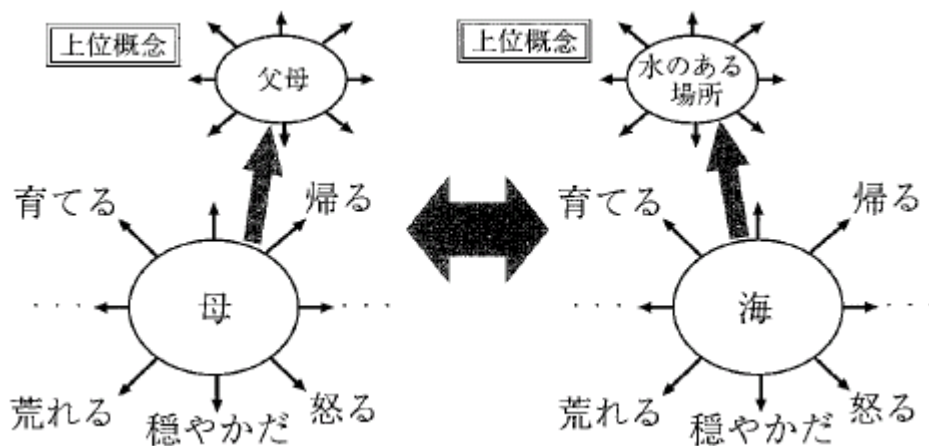 上位概念
父母
育てる
帰る
母
・・・
・・・
荒れる
穏やかだ
怒る
上位概念
水のある
場所
育てる
帰る
海
・・・
・・・
荒れる
穏やかだ
怒る